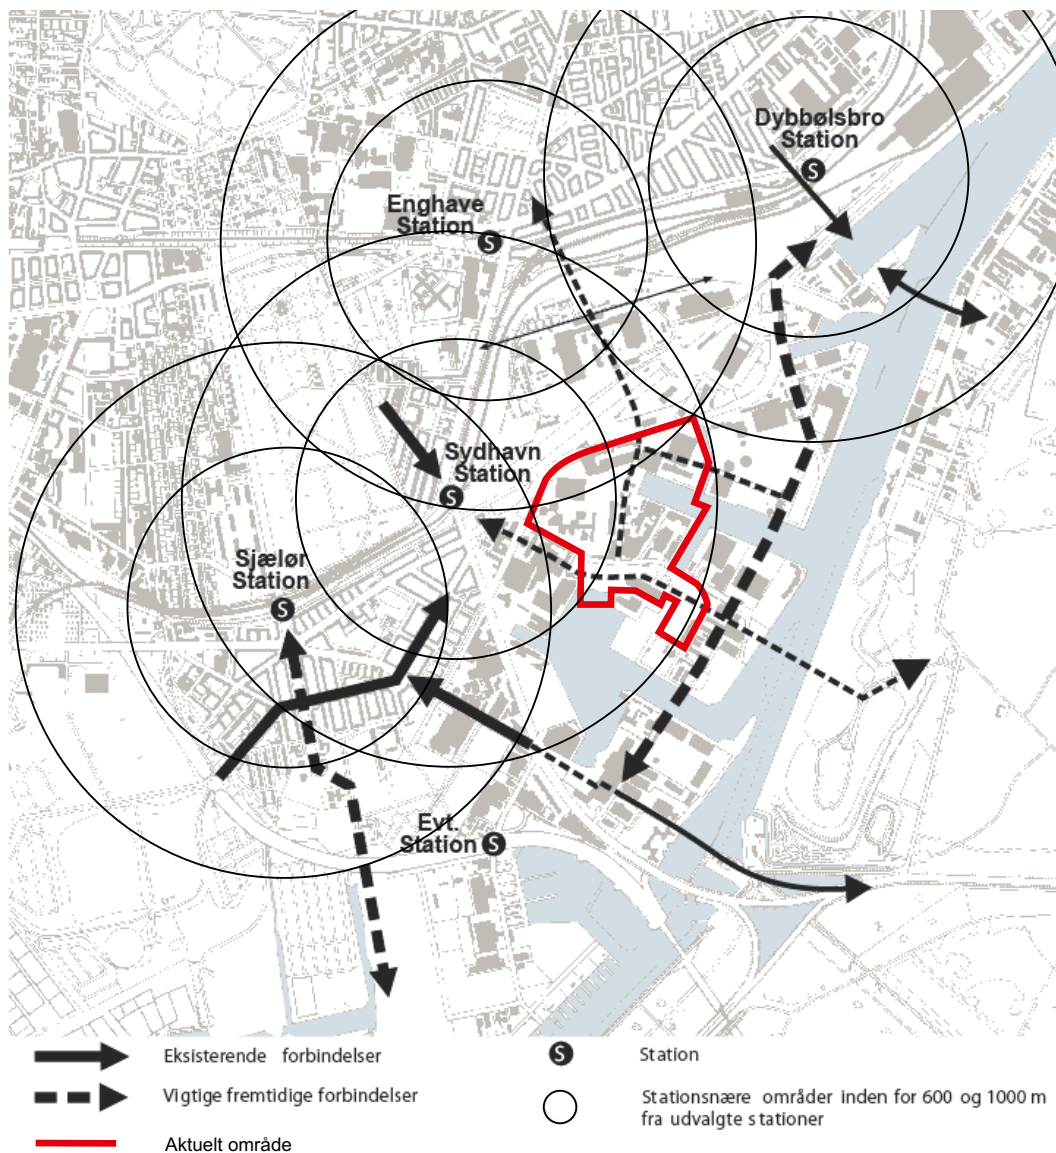 Dybbølsbro
Station
S
Enghave
Station
S
Sydhavn
Station
S
Sjælør
Station
S
Evt.
Station S
Eksisterende forbindelser
Vigtige fremtidige forbindelser
Aktuelt område
S Station
Stationsnære områder inden for 600 og 1000 m
fra udvalgte stationer